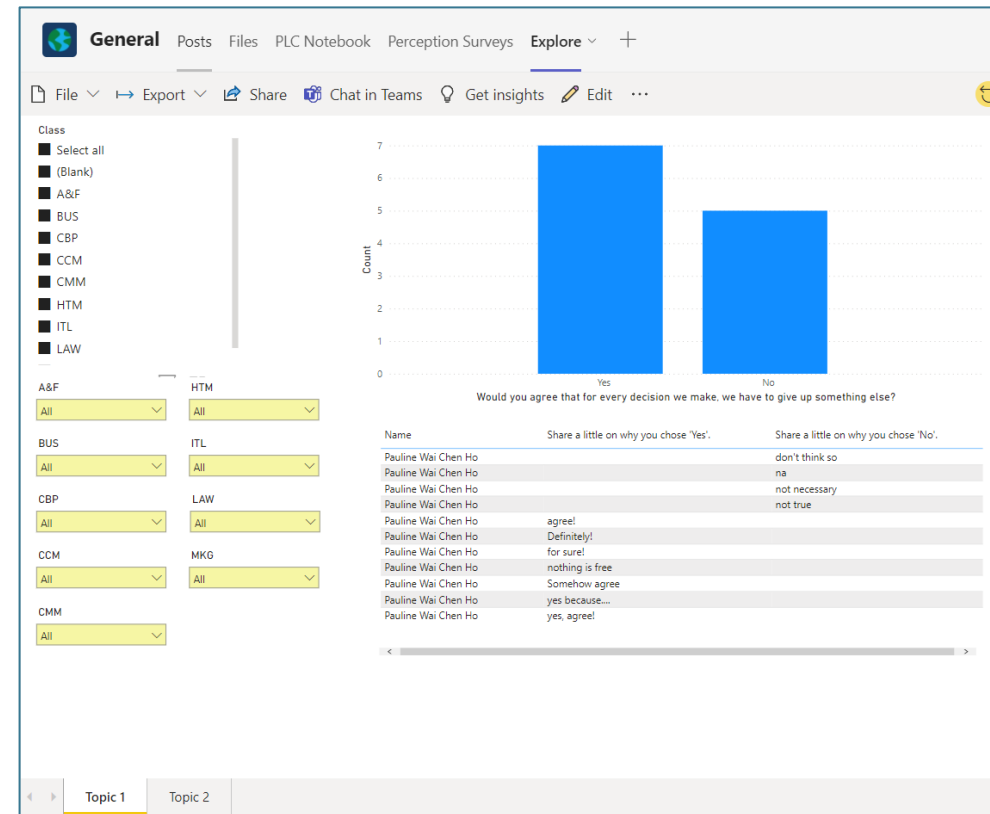 General Posts Files PLC Notebook Perception Surveys Explore
File Export Share Chat in Teams Get insights Edit ...
Class
Select all
(Blank)
A&F
BUS
CBP
CCM
CMM
HTM
ITL
LAW
A&F HTM
All All
BUS ITL
All All
CBP LAW
All All
CCM MKG
All All
CMM
All
Count
7
6
5
4
3
2
1
0
Yes No
Would you agree that for every decision we make, we have to give up something else?
Name Share a little on why you chose 'Yes'. Share a little on why you chose 'No'.
Pauline Wai Chen Ho don't think so
Pauline Wai Chen Ho na
Pauline Wai Chen Ho not necessary
Pauline Wai Chen Ho not true
Pauline Wai Chen Ho agree!
Pauline Wai Chen Ho Definitely!
Pauline Wai Chen Ho for sure!
Pauline Wai Chen Ho nothing is free
Pauline Wai Chen Ho Somehow agree
Pauline Wai Chen Ho yes because....
Pauline Wai Chen Ho yes, agree!
Topic 1 Topic 2